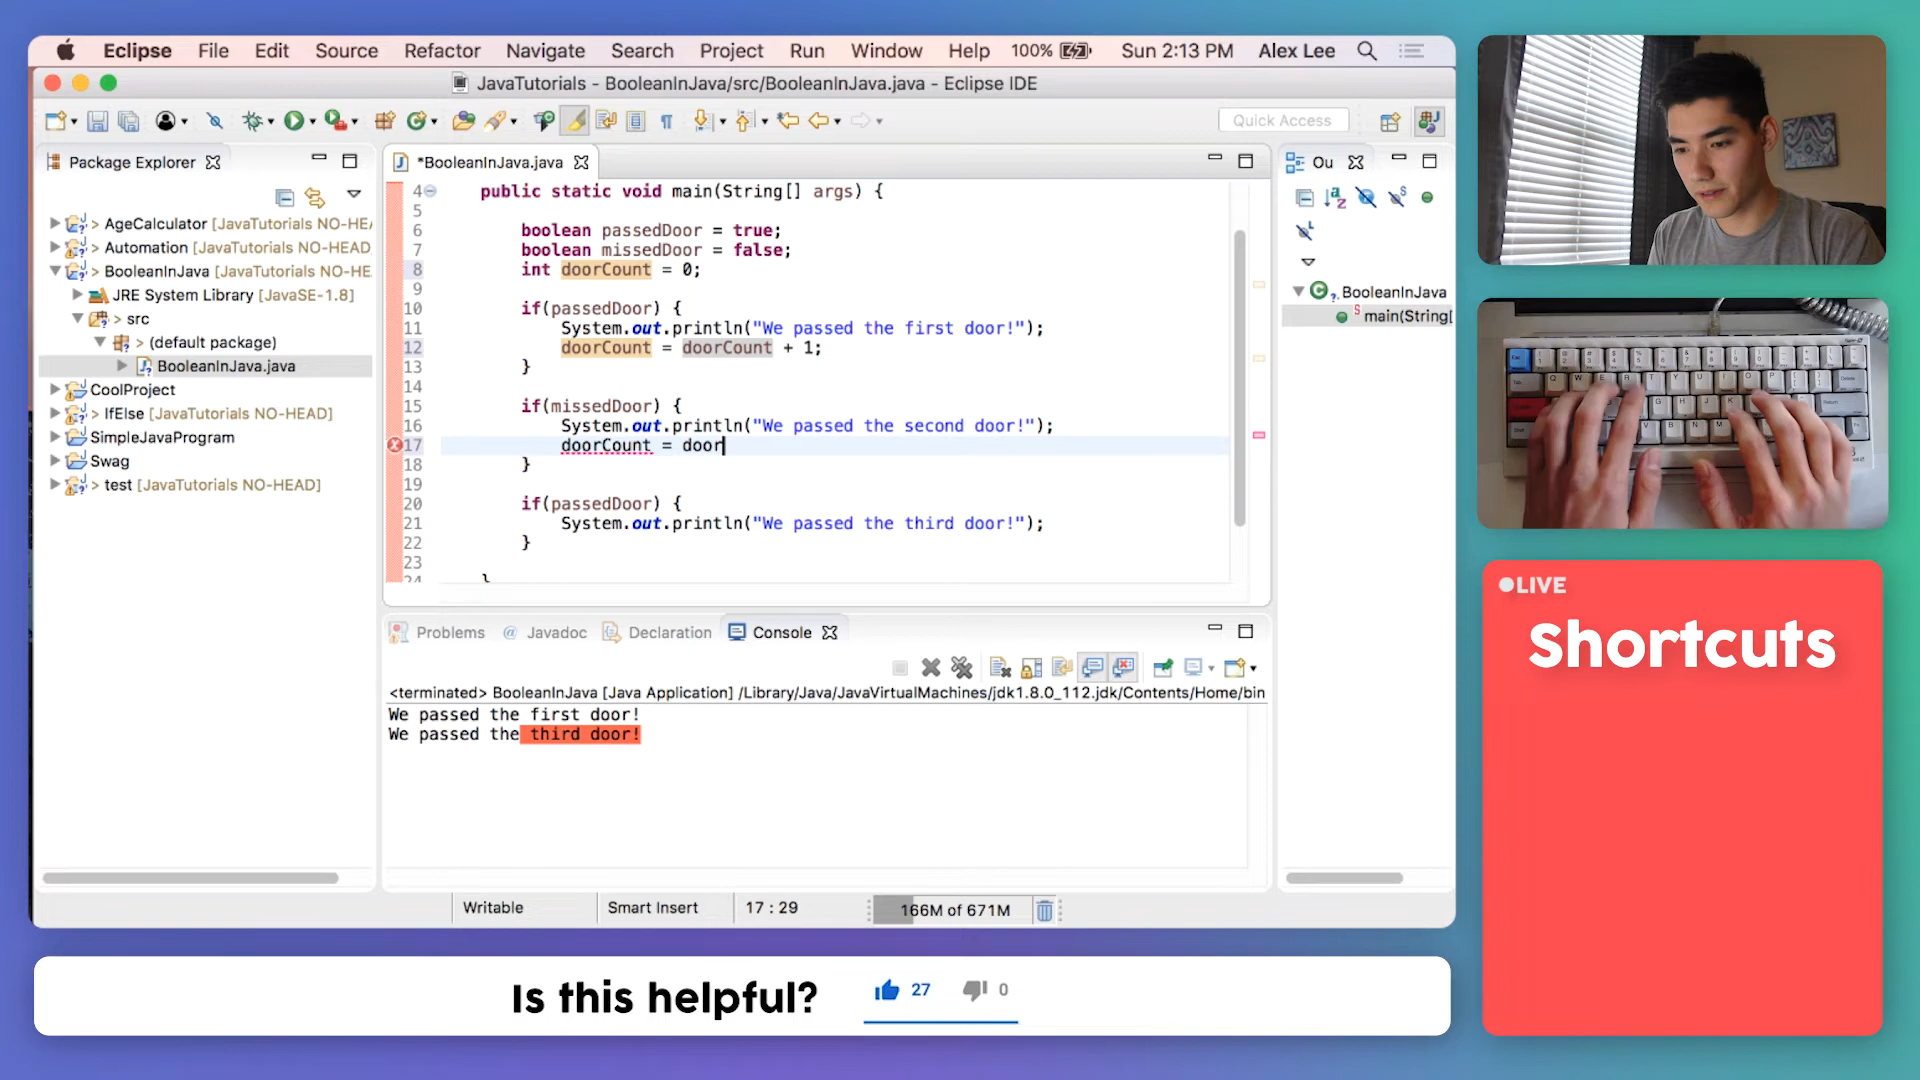 Eclipse File Edit Source Refactor Navigate Search Project Run Window Help 100% Sun 2:13 PM Alex Lee
JavaTutorials - BooleanInJava/src/BooleanInJava.java - Eclipse IDE
Quick Access
Package Explorer
> AgeCalculator [JavaTutorials NO-HEA
> Automation [JavaTutorials NO-HEAD]
> BooleanInJava [JavaTutorials NO-HE
JRE System Library [JavaSE-1.8]
> src
> (default package)
BooleanInJava.java
CoolProject
> IfElse [JavaTutorials NO-HEAD]
SimpleJavaProgram
Swag
> test [JavaTutorials NO-HEAD]
*BooleanInJava.java
4 public static void main(String[] args) {
5
6 boolean passedDoor = true;
7 boolean missedDoor = false;
8 int doorCount = 0;
9
10 if(passedDoor) {
11 System.out.println("We passed the first door!");
12 doorCount = doorCount + 1;
13 }
14
15 if(missedDoor) {
16 System.out.println("We passed the second door!");
17 doorCount = door
18 }
19
20 if(passedDoor) {
21 System.out.println("We passed the third door!");
22 }
23
24 }
Ou
BooleanInJava
main(String[
Problems @ Javadoc Declaration Console
<terminated> BooleanInJava [Java Application] /Library/Java/JavaVirtualMachines/jdk1.8.0_112.jdk/Contents/Home/bin
We passed the first door!
We passed the third door!
Writable Smart Insert 17 : 29 166M of 671M
LIVE
Shortcuts
Is this helpful? 27 0